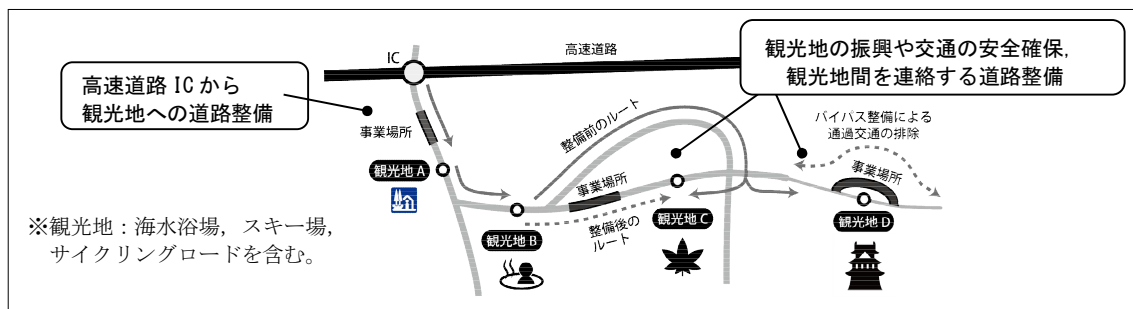 IC
高速道路
高速道路 IC から
観光地への道路整備
観光地の振興や交通の安全確保，
観光地間を連絡する道路整備
事業場所
整備前のルート
バイパス整備による
通過交通の排除
観光地 A
事業場所
事業場所
観光地 B
整備後の
ルート
観光地 C
観光地 D
※観光地：海水浴場，スキー場，
サイクリングロードを含む。